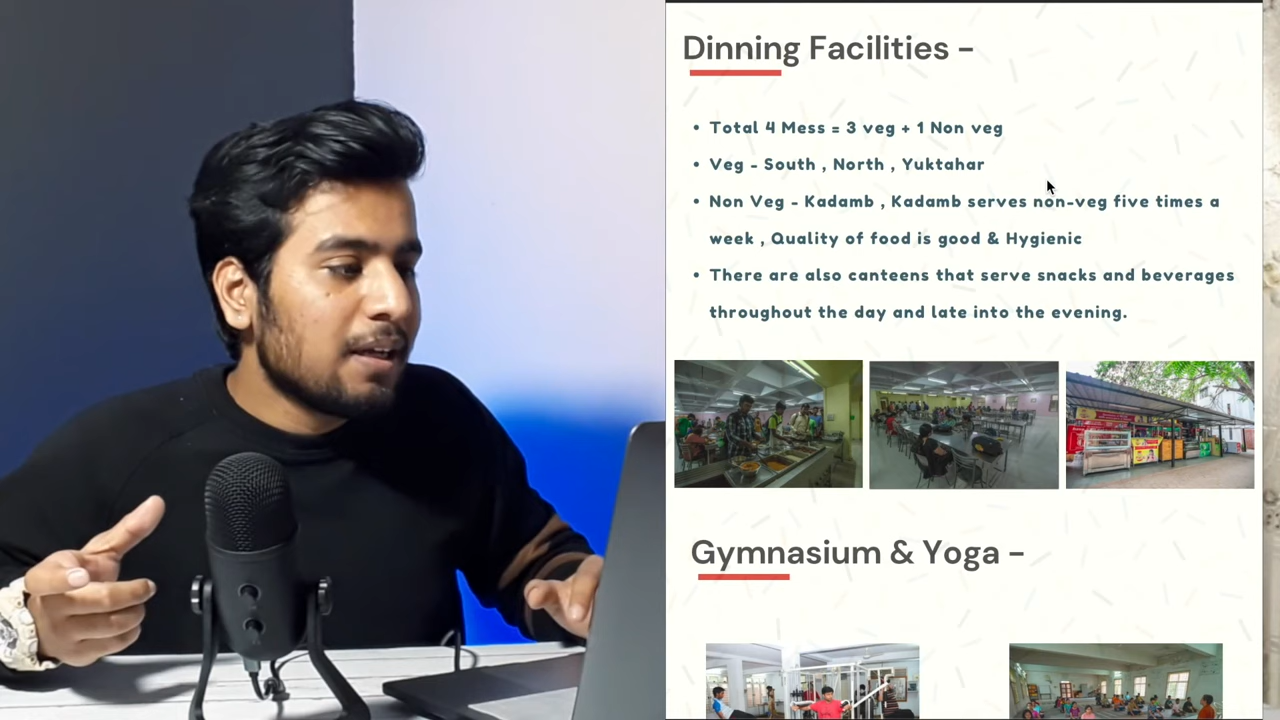 Dinning Facilities -
• Total 4 Mess = 3 veg + 1 Non veg
• Veg - South , North , Yuktahar
• Non Veg - Kadamb , Kadamb serves non-veg five times a
week , Quality of food is good & Hygienic
• There are also canteens that serve snacks and beverages
throughout the day and late into the evening.
Gymnasium & Yoga -